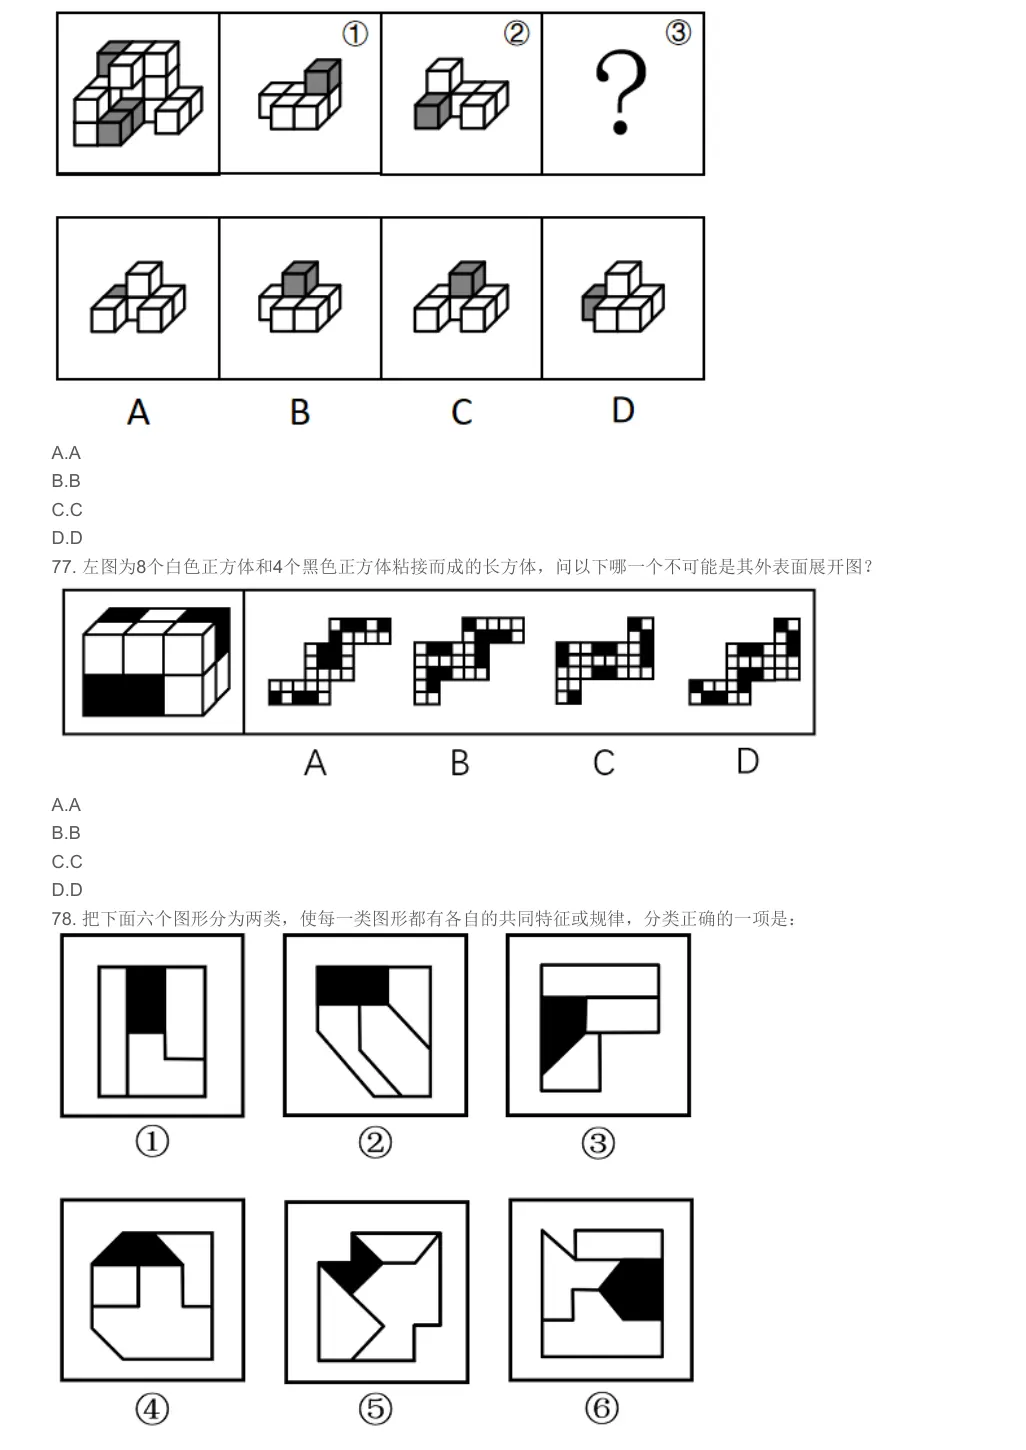 ① ② ③
?
A B C D
A.A
B.B
C.C
D.D
77. 左图为8个白色正方体和4个黑色正方体粘接而成的长方体，问以下哪一个不可能是其外表面展开图？
A B C D
A.A
B.B
C.C
D.D
78. 把下面六个图形分为两类，使每一类图形都有各自的共同特征或规律，分类正确的一项是：
① ② ③
④ ⑤ ⑥